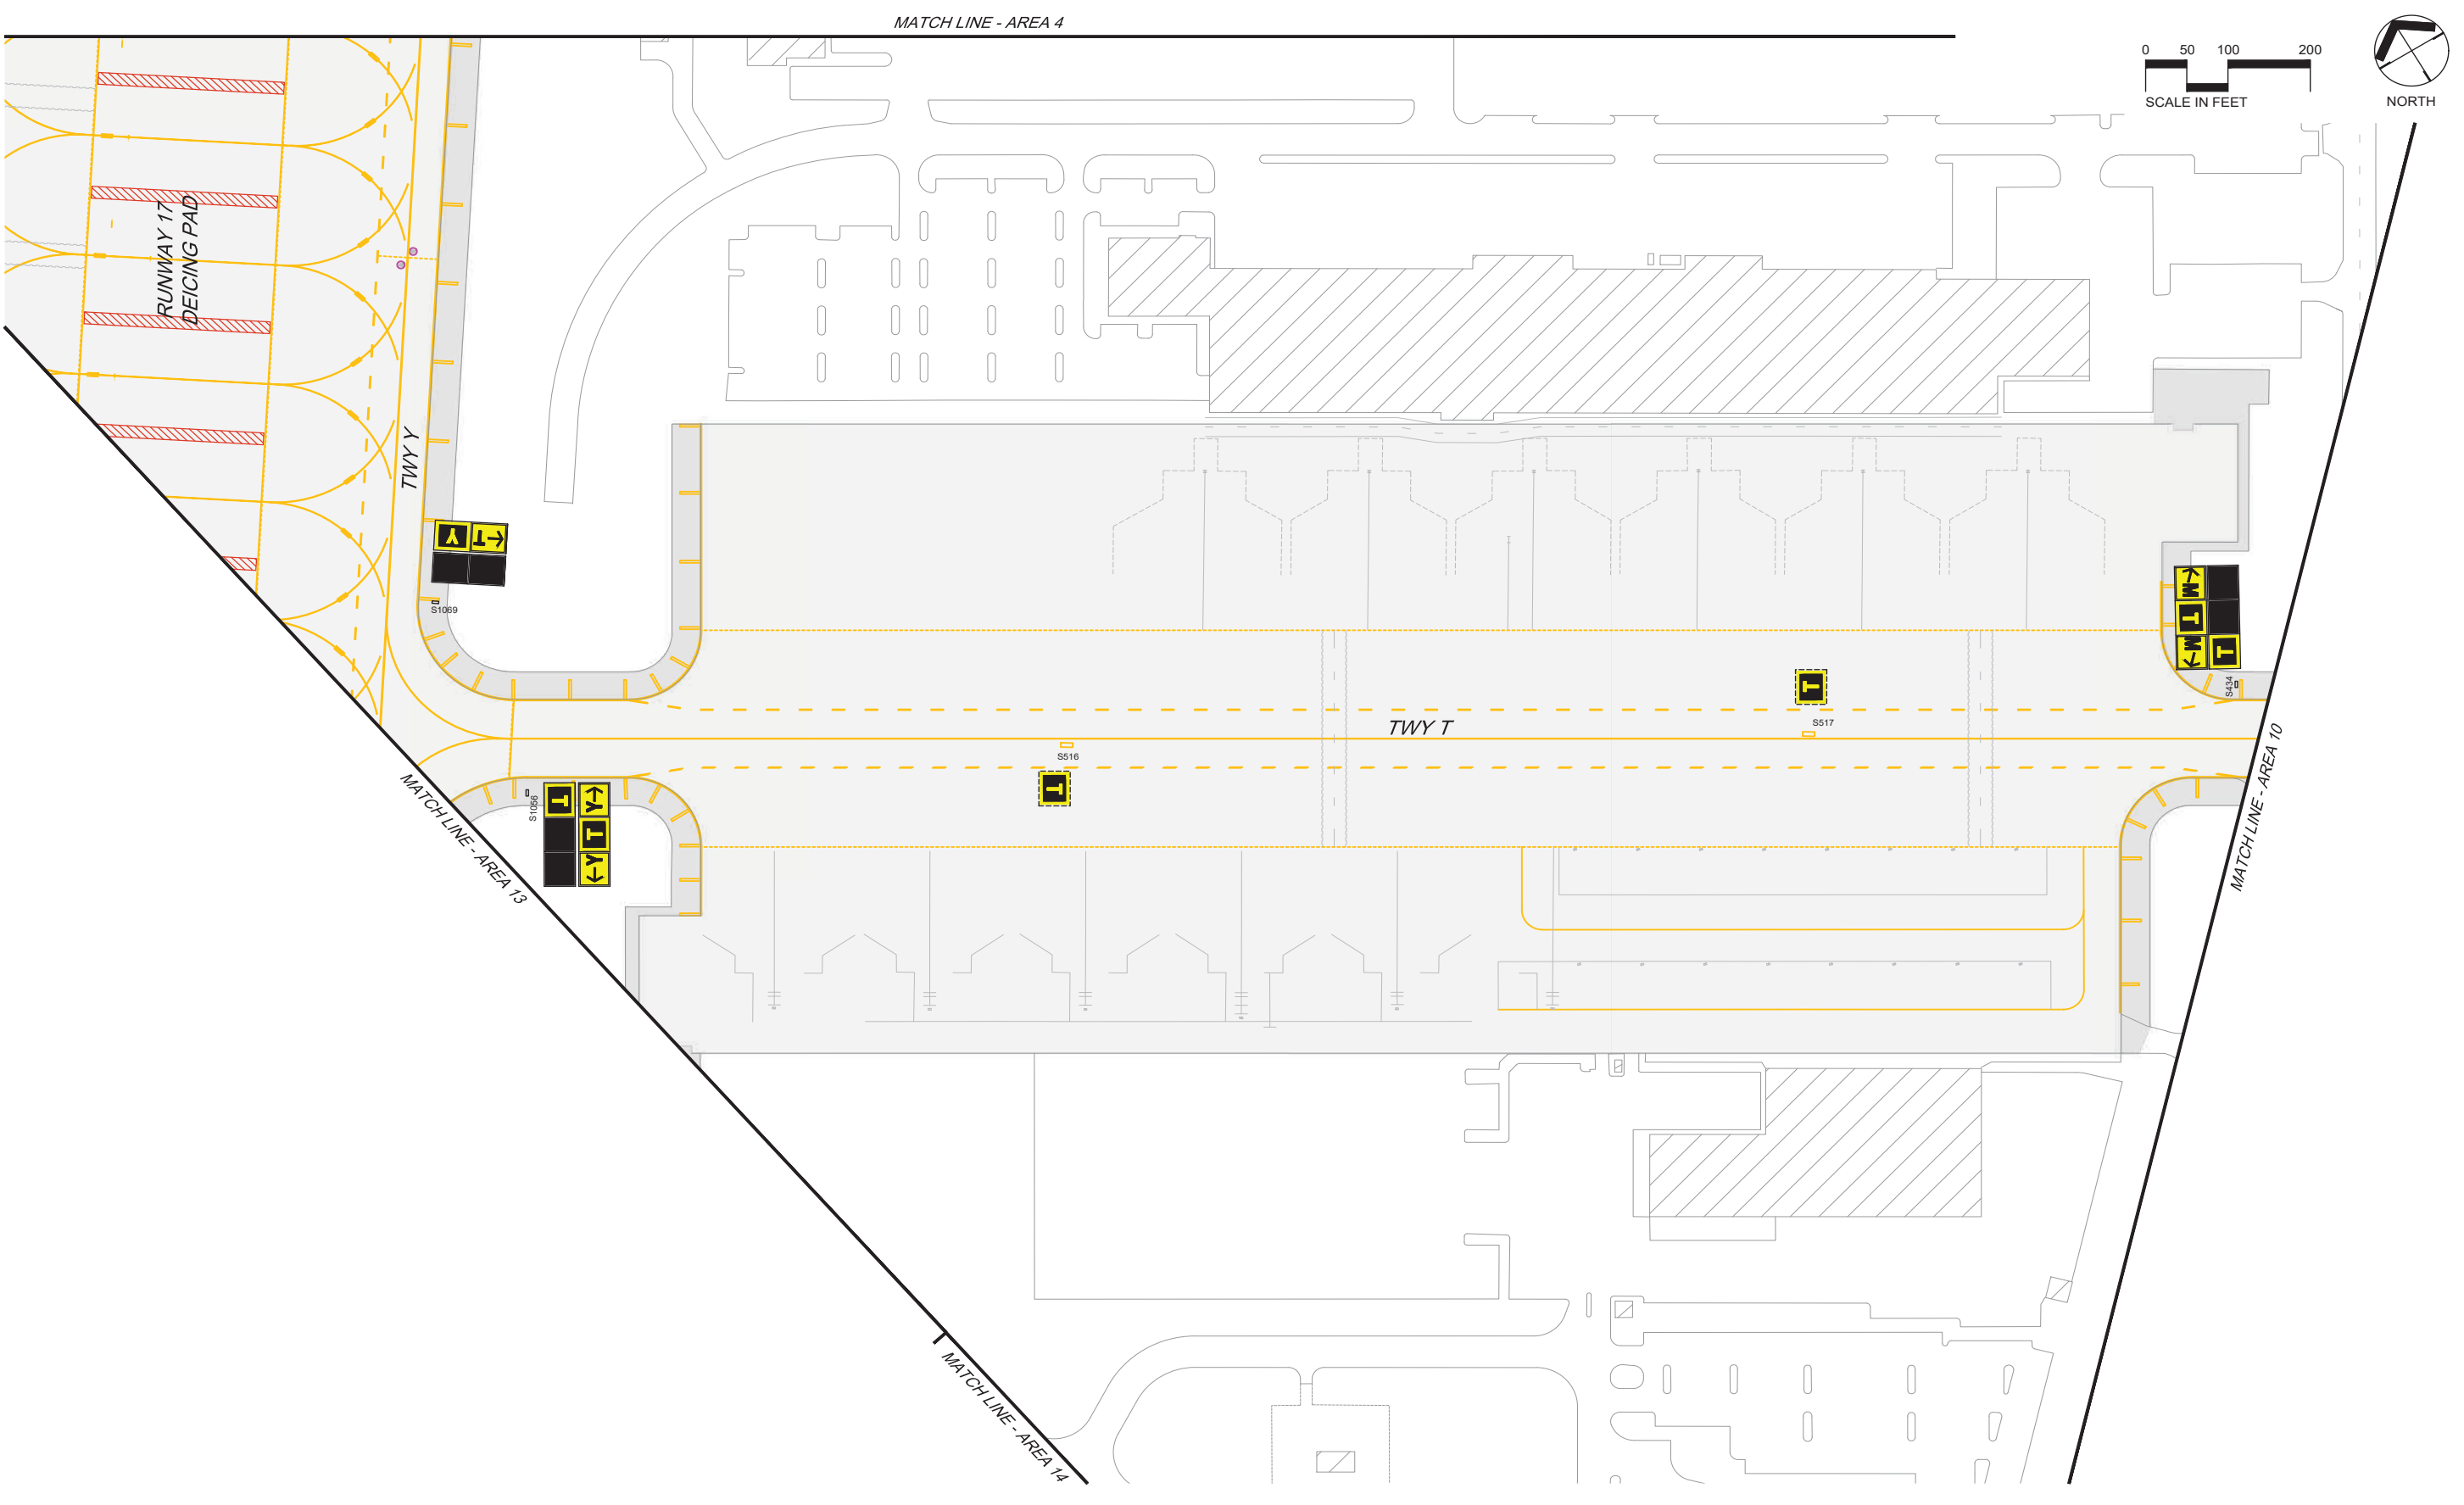 MATCH LINE - AREA 4
0 50 100 200
SCALE IN FEET
NORTH
RUNWAY 17
DEICING PAD
TWY Y
Y T→
S1069
←M T M→
T
S434
T
S517
TWY T
S516
T
S1056
T
←Y T Y→
MATCH LINE - AREA 13
MATCH LINE - AREA 10
MATCH LINE - AREA 14